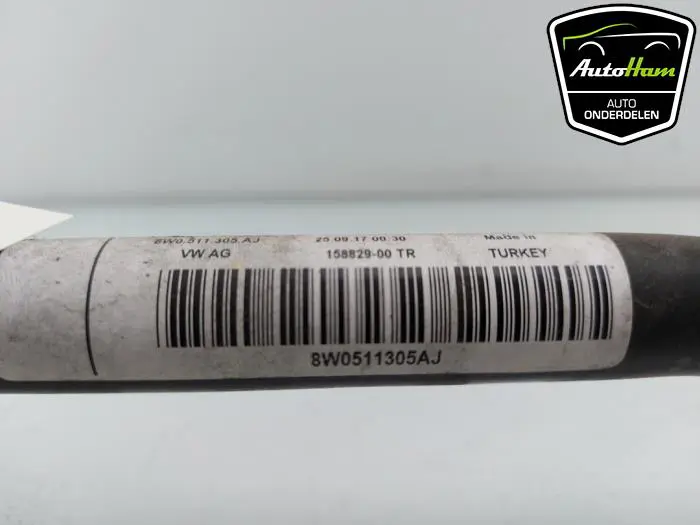 AutoHam
AUTO
ONDERDELEN
8W0.511.305.AJ 25.09.17 00:30 Made in
VW AG 158829-00 TR TURKEY
8W0511305AJ